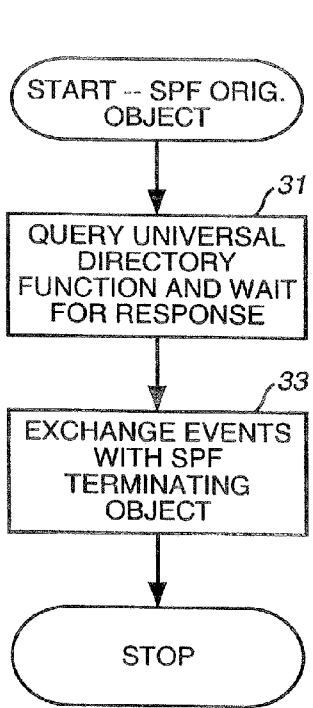 START -- SPF ORIG.
OBJECT
31
QUERY UNIVERSAL
DIRECTORY
FUNCTION AND WAIT
FOR RESPONSE
33
EXCHANGE EVENTS
WITH SPF
TERMINATING
OBJECT
STOP